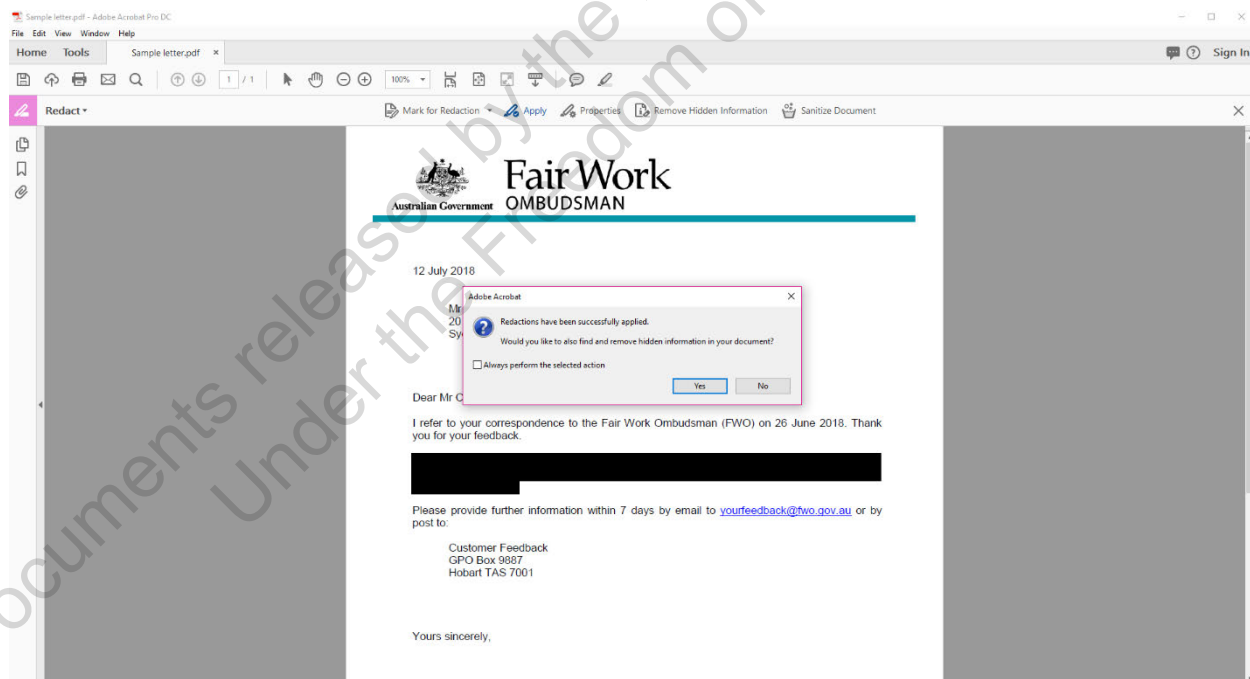 Sample letter.pdf - Adobe Acrobat Pro DC
File Edit View Window Help
Home Tools Sample letter.pdf × Sign In
1 / 1 100%
Redact Mark for Redaction Apply Properties Remove Hidden Information Sanitize Document
Australian Government
Fair Work
OMBUDSMAN
12 July 2018
Mr
20
Sy
Adobe Acrobat
Redactions have been successfully applied.
Would you like to also find and remove hidden information in your document?
Always perform the selected action
Yes No
Dear Mr C
I refer to your correspondence to the Fair Work Ombudsman (FWO) on 26 June 2018. Thank
you for your feedback.
Please provide further information within 7 days by email to yourfeedback@fwo.gov.au or by
post to:
Customer Feedback
GPO Box 9887
Hobart TAS 7001
Yours sincerely,
ocuments released by the
Under the Freedom o